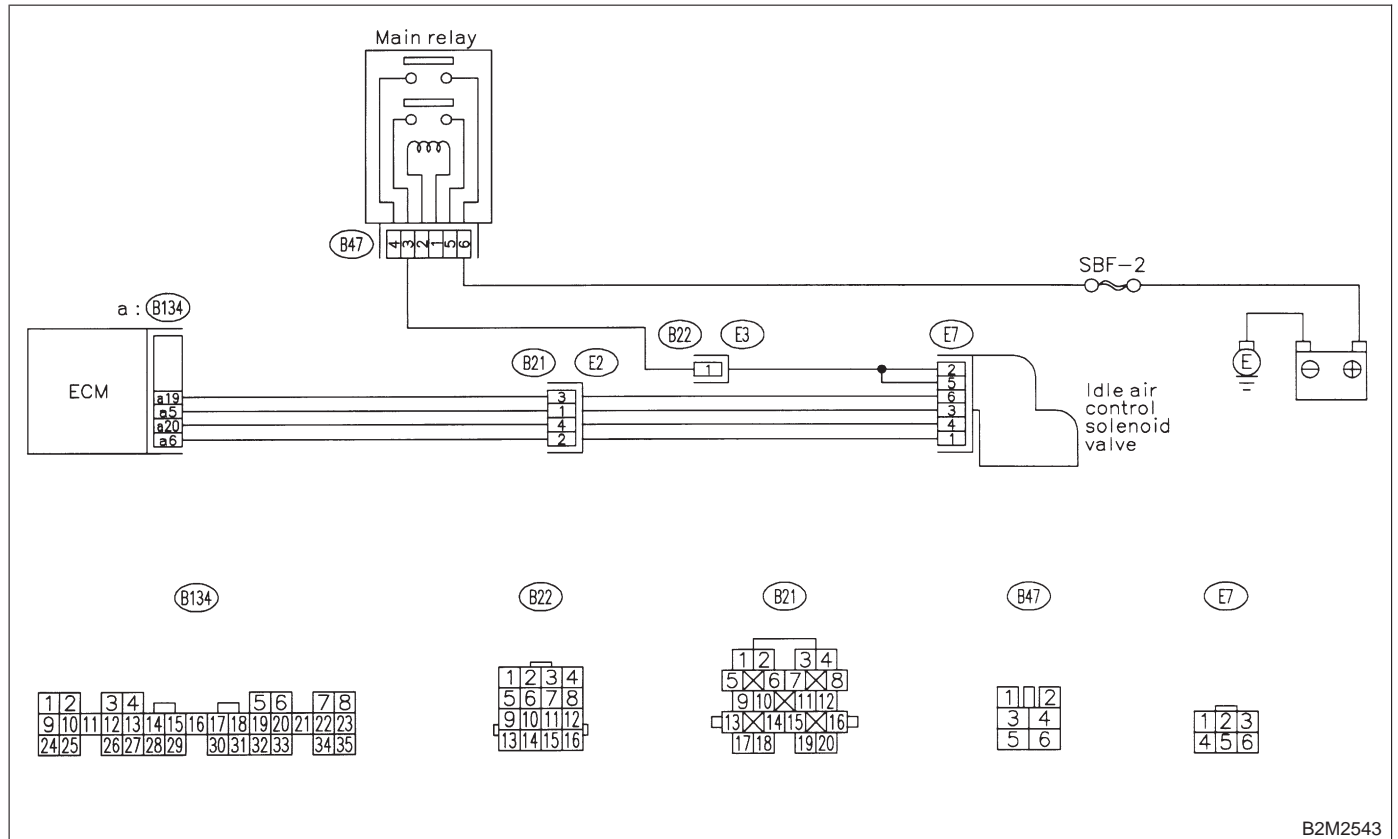 Main relay
B47
4 3 2 1 5 6
SBF-2
a : B134
B22 E3 E7
B21 E2
1
E
⊖ ⊕
ECM
a19
a5
a20
a6
3
1
4
2
2
5
6
3
4
1
Idle air
control
solenoid
valve
B134
1 2 3 4 5 6 7 8
9 10 11 12 13 14 15 16 17 18 19 20 21 22 23
24 25 26 27 28 29 30 31 32 33 34 35
B22
1 2 3 4
5 6 7 8
9 10 11 12
13 14 15 16
B21
1 2 3 4
5 6 7 8
9 10 11 12
13 14 15 16
17 18 19 20
B47
1 2
3 4
5 6
E7
1 2 3
4 5 6
B2M2543